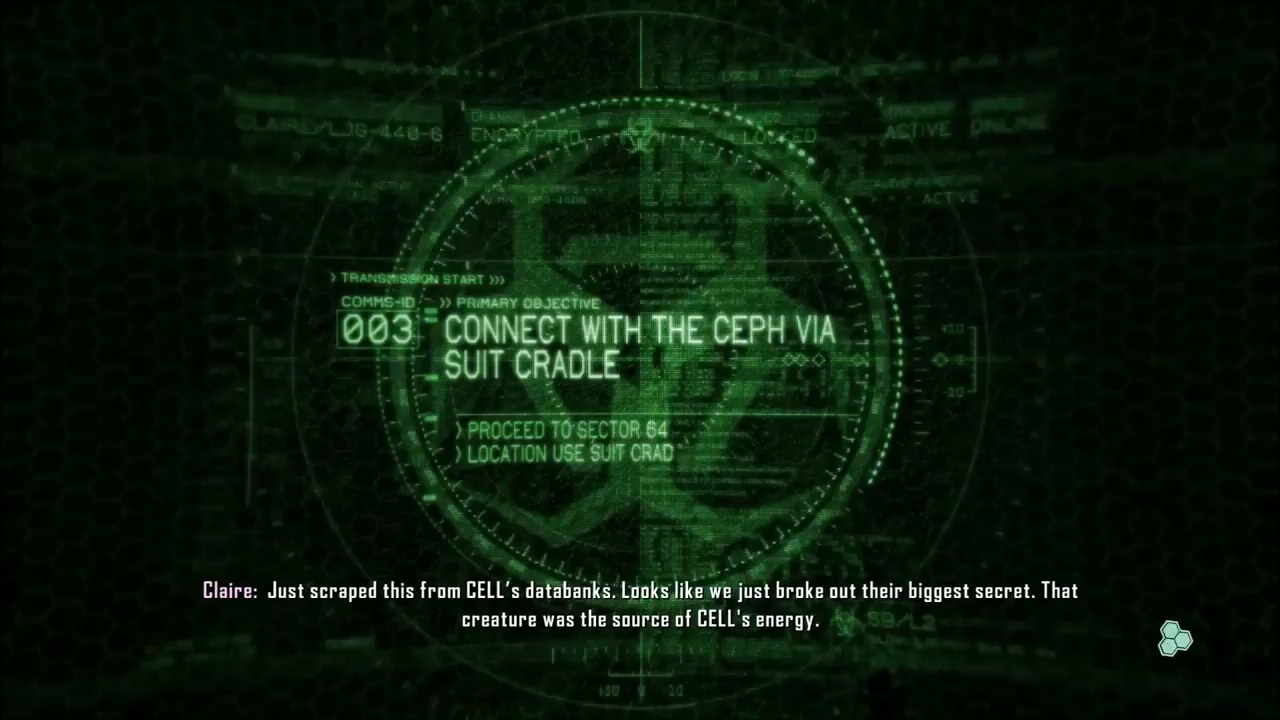 ENCRYPTED
LOCKED
ACTIVE ONLINE
ACTIVE
› TRANSMISSION START ›››
COMMS-ID
›› PRIMARY OBJECTIVE
003
CONNECT WITH THE CEPH VIA
SUIT CRADLE
› PROCEED TO SECTOR 64
› LOCATION USE SUIT CRAD
Claire: Just scraped this from CELL's databanks. Looks like we just broke out their biggest secret. That
creature was the source of CELL's energy.